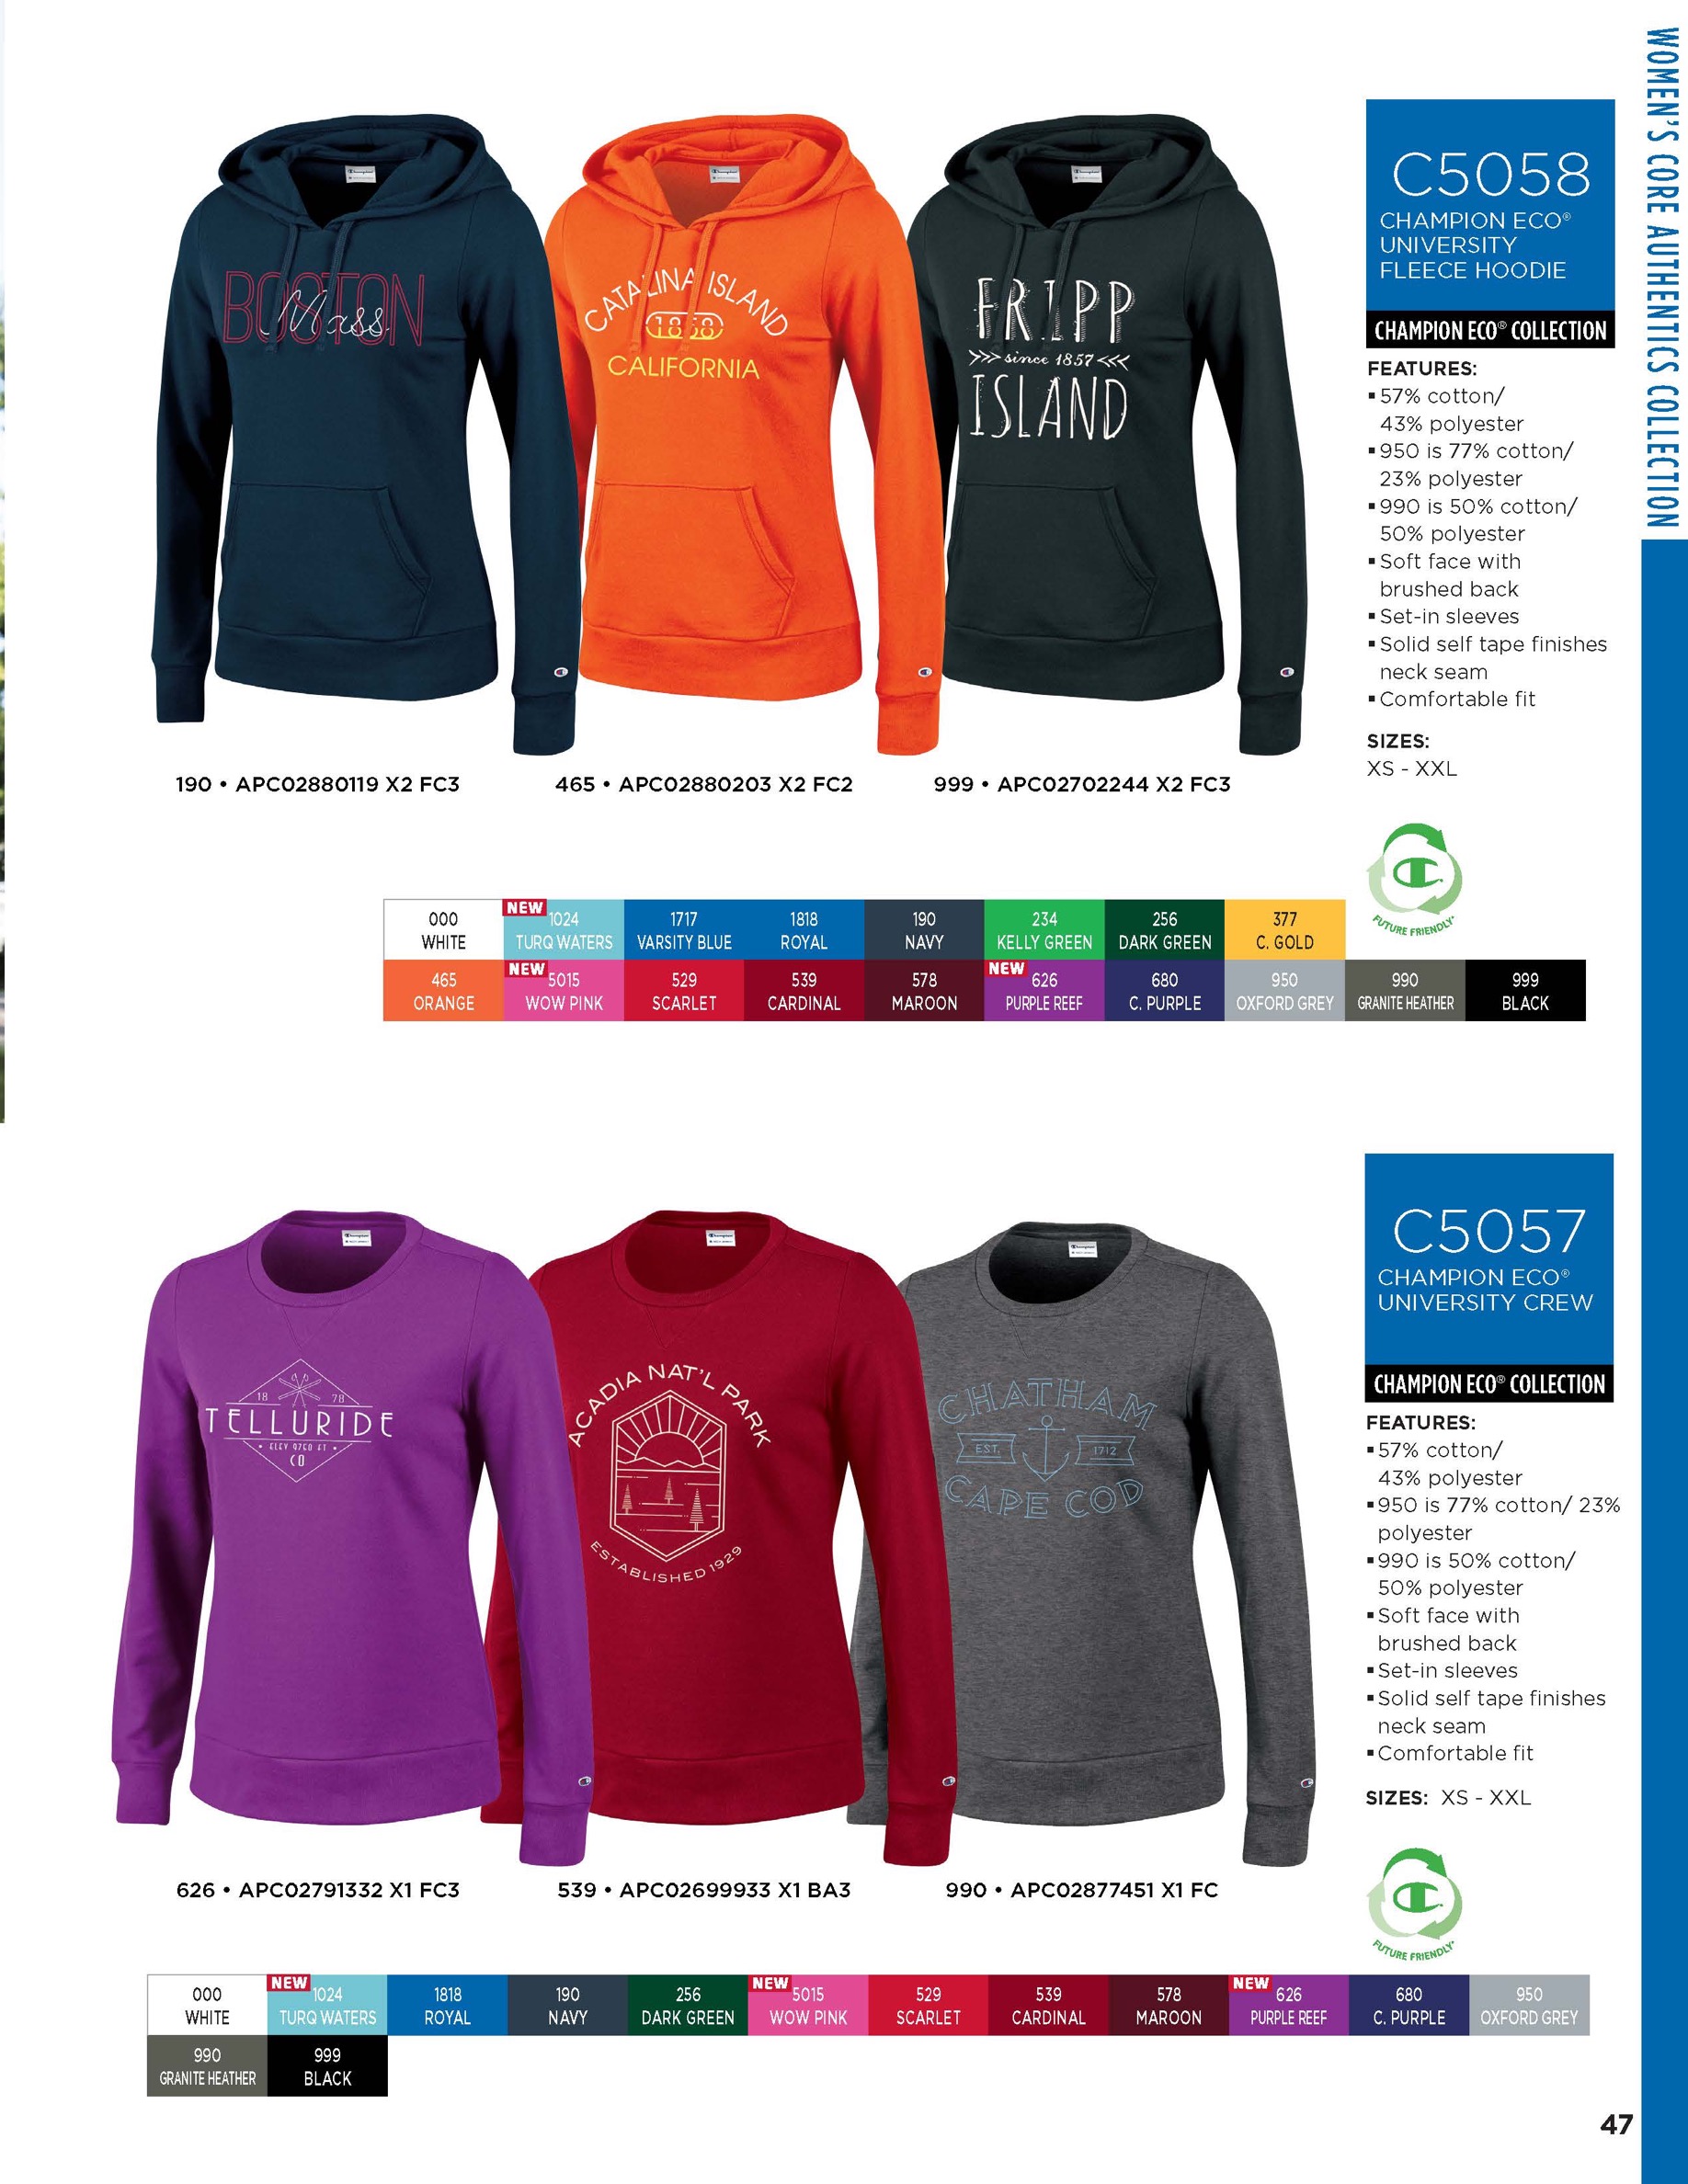 WOMEN'S CORE AUTHENTICS COLLECTION
C5058
CHAMPION ECO®
UNIVERSITY
FLEECE HOODIE
CHAMPION ECO® COLLECTION
FEATURES:
▪ 57% cotton/
43% polyester
▪ 950 is 77% cotton/
23% polyester
▪ 990 is 50% cotton/
50% polyester
▪ Soft face with
brushed back
▪ Set-in sleeves
▪ Solid self tape finishes
neck seam
▪ Comfortable fit
SIZES:
XS - XXL
FUTURE FRIENDLY
Champion
BOSTON
Mass
Champion
CATALINA ISLAND
1858
CALIFORNIA
Champion
FRIPP
>>> since 1857 <<<
ISLAND
190 • APC02880119 X2 FC3
465 • APC02880203 X2 FC2
999 • APC02702244 X2 FC3
000
WHITE
NEW
1024
TURQ WATERS
1717
VARSITY BLUE
1818
ROYAL
190
NAVY
234
KELLY GREEN
256
DARK GREEN
377
C. GOLD
465
ORANGE
NEW
5015
WOW PINK
529
SCARLET
539
CARDINAL
578
MAROON
NEW
626
PURPLE REEF
680
C. PURPLE
950
OXFORD GREY
990
GRANITE HEATHER
999
BLACK
C5057
CHAMPION ECO®
UNIVERSITY CREW
CHAMPION ECO® COLLECTION
FEATURES:
▪ 57% cotton/
43% polyester
▪ 950 is 77% cotton/ 23%
polyester
▪ 990 is 50% cotton/
50% polyester
▪ Soft face with
brushed back
▪ Set-in sleeves
▪ Solid self tape finishes
neck seam
▪ Comfortable fit
SIZES: XS - XXL
FUTURE FRIENDLY
Champion
18 78
TELLURIDE
• ELEV 9750 FT •
CO
Champion
ACADIA NAT'L PARK
ESTABLISHED 1929
Champion
CHATHAM
EST. 1712
CAPE COD
626 • APC02791332 X1 FC3
539 • APC02699933 X1 BA3
990 • APC02877451 X1 FC
000
WHITE
NEW
1024
TURQ WATERS
1818
ROYAL
190
NAVY
256
DARK GREEN
NEW
5015
WOW PINK
529
SCARLET
539
CARDINAL
578
MAROON
NEW
626
PURPLE REEF
680
C. PURPLE
950
OXFORD GREY
990
GRANITE HEATHER
999
BLACK
47